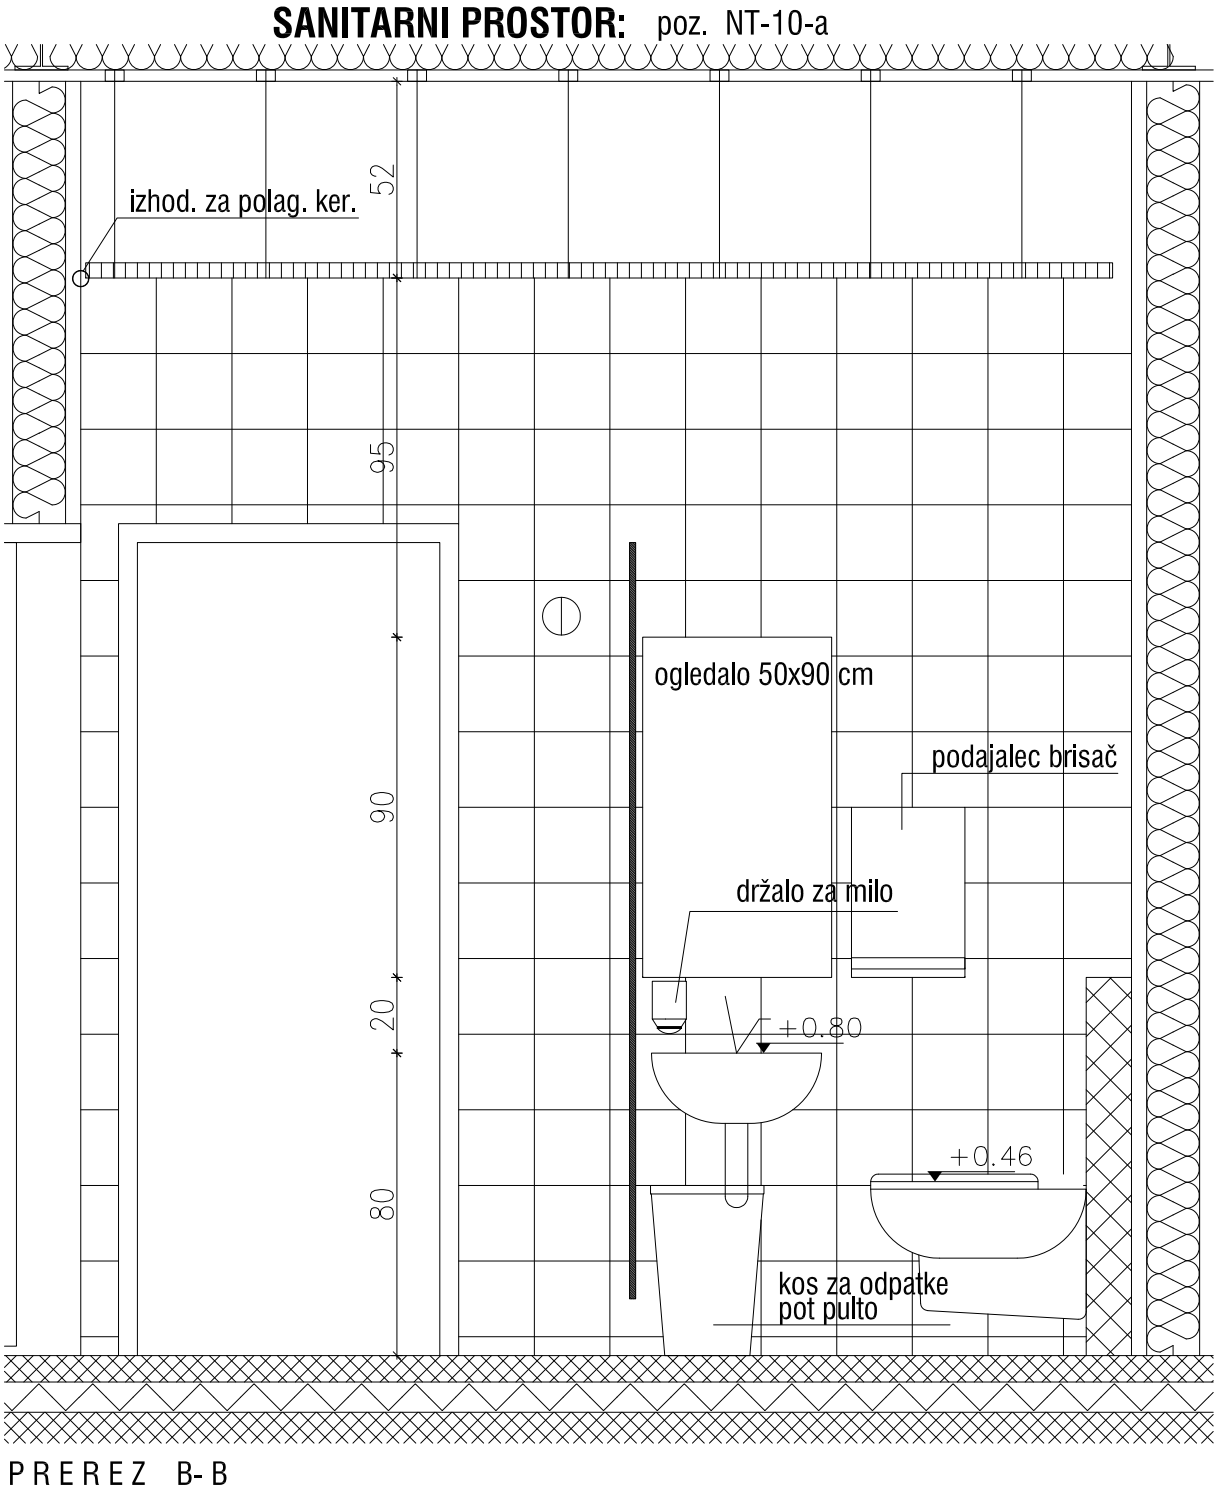 SANITARNI PROSTOR: poz. NT-10-a
52
izhod. za polag. ker.
95
ogledalo 50x90 cm
podajalec brisač
90
držalo za milo
20
+0.80
+0.46
80
kos za odpatke
pot pulto
PREREZ B-B